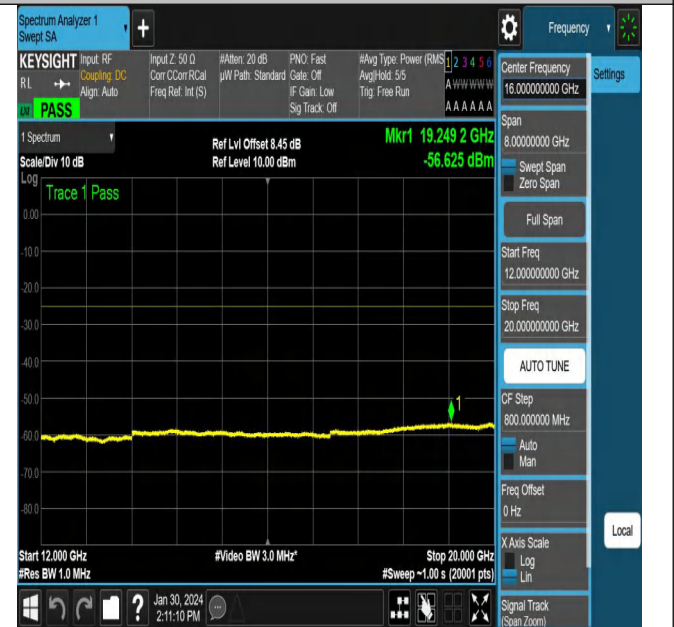 Spectrum Analyzer 1
Swept SA
Frequency
KEYSIGHT
RL
Input: RF
Coupling: DC
Align: Auto
Input Z: 50 Ω
Corr CCorr RCal
Freq Ref: Int (S)
#Atten: 20 dB
µW Path: Standard
PNO: Fast
Gate: Off
IF Gain: Low
Sig Track: Off
#Avg Type: Power (RMS
Avg|Hold: 5/5
Trig: Free Run
1 2 3 4 5 6
A W W W W W
A A A A A A
PASS
1 Spectrum
Scale/Div 10 dB
Ref Lvl Offset 8.45 dB
Ref Level 10.00 dBm
Mkr1 19.249 2 GHz
-56.625 dBm
Log
Trace 1 Pass
0.00
-10.0
-20.0
-30.0
-40.0
-50.0
-60.0
-70.0
-80.0
1
Start 12.000 GHz
#Res BW 1.0 MHz
#Video BW 3.0 MHz*
Stop 20.000 GHz
#Sweep ~1.00 s (20001 pts)
Center Frequency
16.000000000 GHz
Settings
Span
8.00000000 GHz
Swept Span
Zero Span
Full Span
Start Freq
12.000000000 GHz
Stop Freq
20.000000000 GHz
AUTO TUNE
CF Step
800.000000 MHz
Auto
Man
Freq Offset
0 Hz
X Axis Scale
Log
Lin
Local
Signal Track
(Span Zoom)
?
Jan 30, 2024
2:11:10 PM